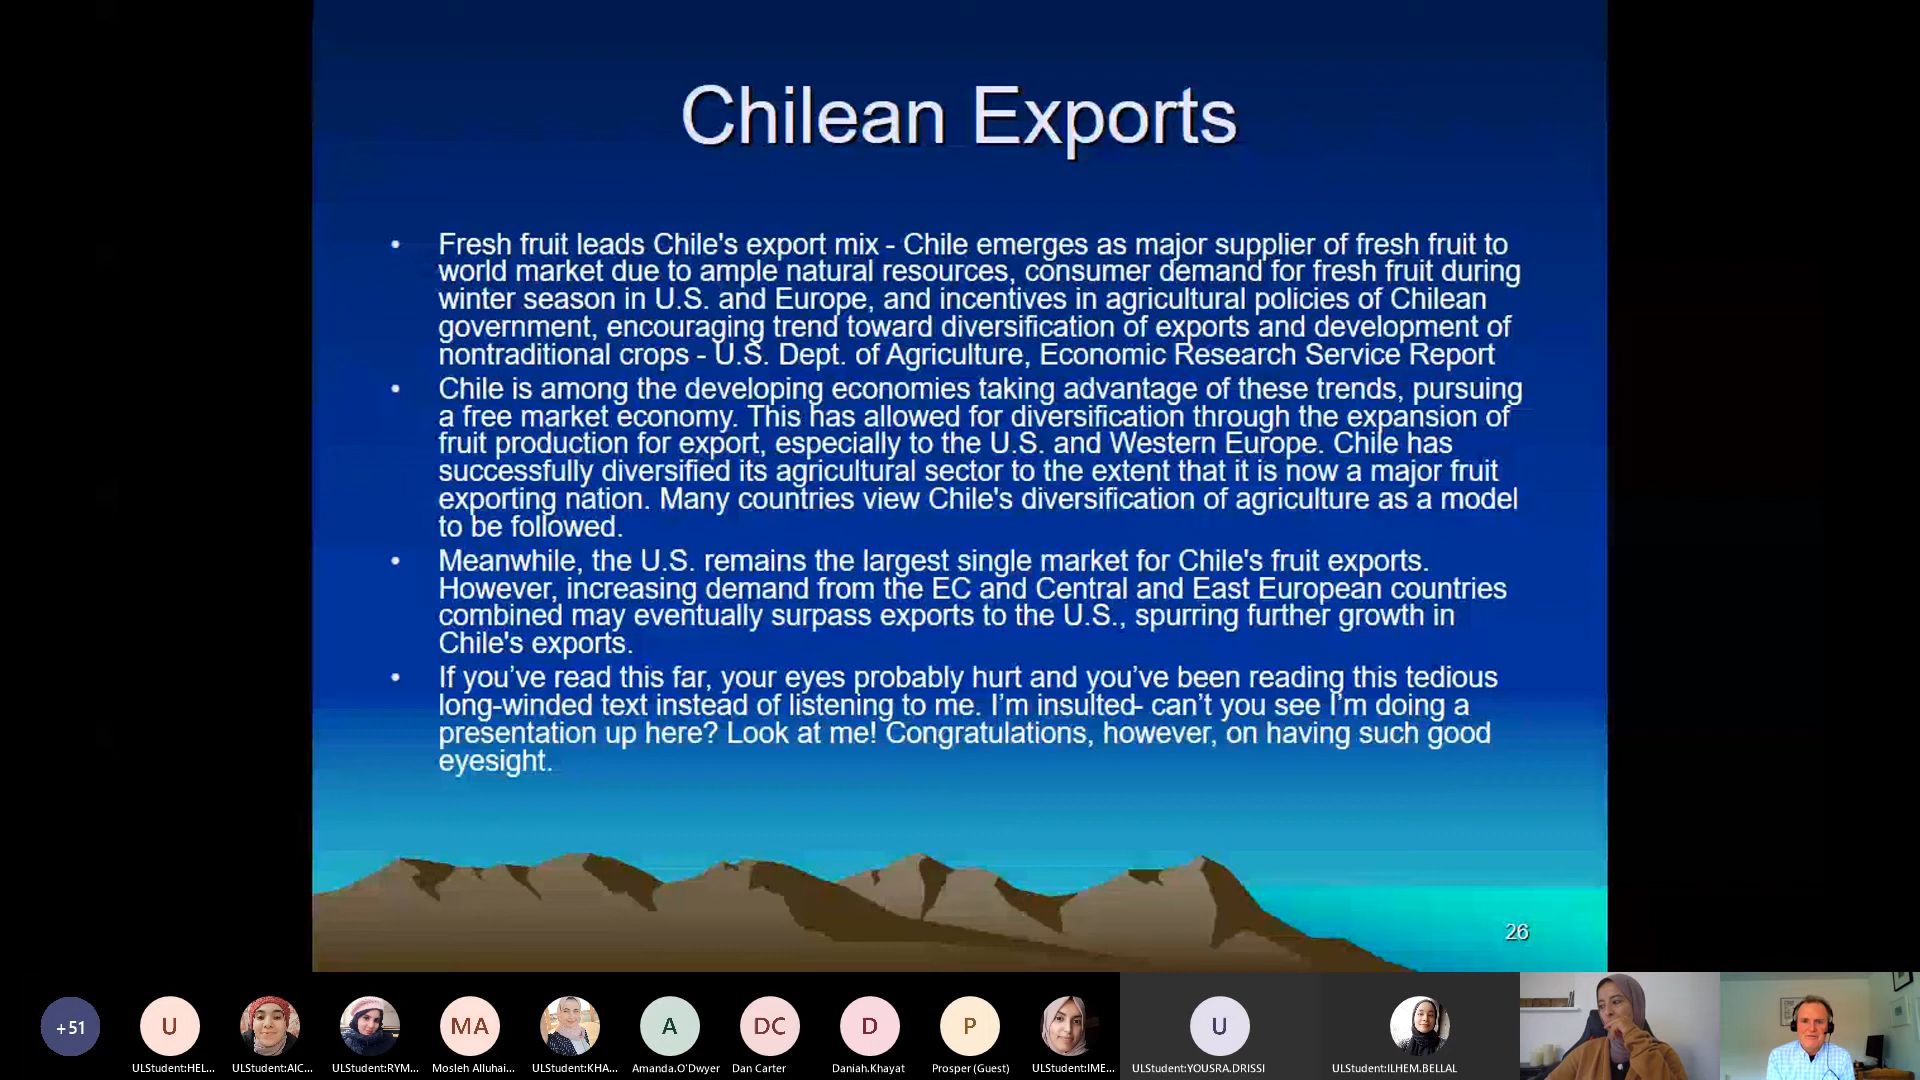 Chilean Exports
• Fresh fruit leads Chile's export mix - Chile emerges as major supplier of fresh fruit to
world market due to ample natural resources, consumer demand for fresh fruit during
winter season in U.S. and Europe, and incentives in agricultural policies of Chilean
government, encouraging trend toward diversification of exports and development of
nontraditional crops - U.S. Dept. of Agriculture, Economic Research Service Report
• Chile is among the developing economies taking advantage of these trends, pursuing
a free market economy. This has allowed for diversification through the expansion of
fruit production for export, especially to the U.S. and Western Europe. Chile has
successfully diversified its agricultural sector to the extent that it is now a major fruit
exporting nation. Many countries view Chile's diversification of agriculture as a model
to be followed.
• Meanwhile, the U.S. remains the largest single market for Chile's fruit exports.
However, increasing demand from the EC and Central and East European countries
combined may eventually surpass exports to the U.S., spurring further growth in
Chile's exports.
• If you’ve read this far, your eyes probably hurt and you’ve been reading this tedious
long-winded text instead of listening to me. I’m insulted- can’t you see I’m doing a
presentation up here? Look at me! Congratulations, however, on having such good
eyesight.
26
+51
U
MA
A
DC
D
P
U
ULStudent:HEL...
ULStudent:AIC...
ULStudent:RYM...
Mosleh Alluhai...
ULStudent:KHA...
Amanda.O'Dwyer
Dan Carter
Daniah.Khayat
Prosper (Guest)
ULStudent:IME...
ULStudent:YOUSRA.DRISSI
ULStudent:ILHEM.BELLAL